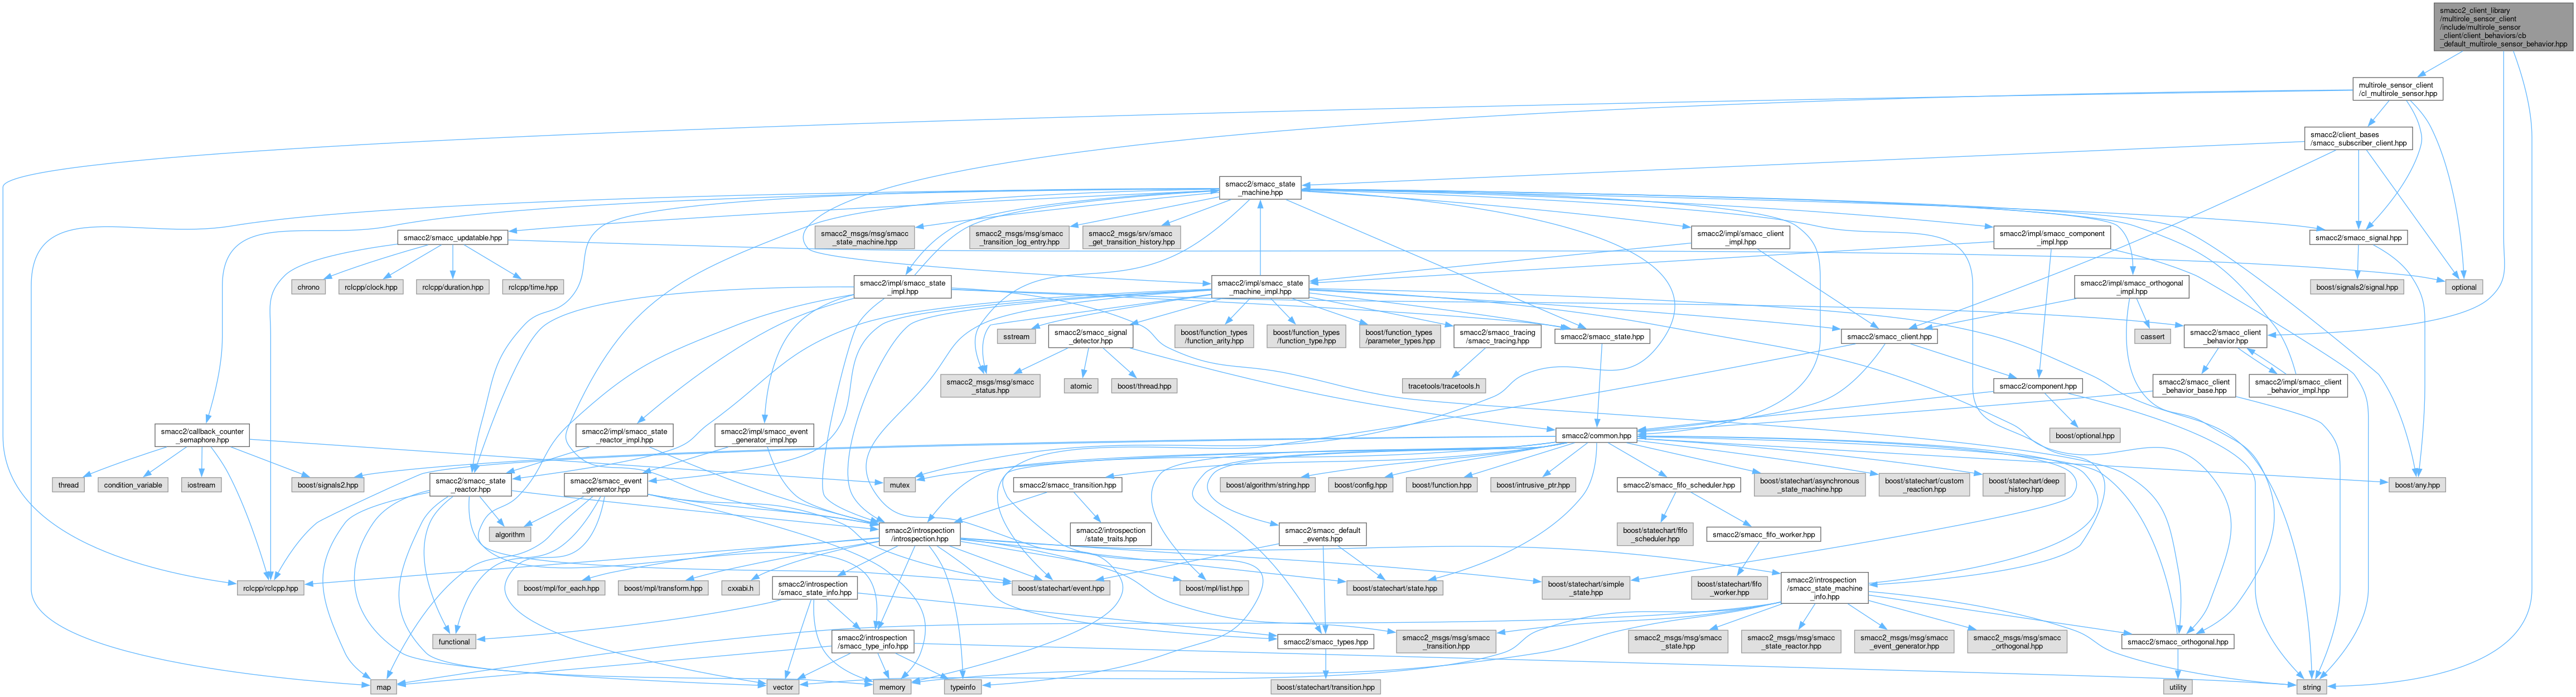 smacc2_client_library
/multirole_sensor_client
/include/multirole_sensor
_client/client_behaviors/cb
_default_multirole_sensor_behavior.hpp
multirole_sensor_client
/cl_multirole_sensor.hpp
smacc2/client_bases
/smacc_subscriber_client.hpp
smacc2/smacc_state
_machine.hpp
smacc2/smacc_updatable.hpp
smacc2_msgs/msg/smacc
_state_machine.hpp
smacc2_msgs/msg/smacc
_transition_log_entry.hpp
smacc2_msgs/srv/smacc
_get_transition_history.hpp
smacc2/impl/smacc_client
_impl.hpp
smacc2/impl/smacc_component
_impl.hpp
smacc2/smacc_signal.hpp
chrono
rclcpp/clock.hpp
rclcpp/duration.hpp
rclcpp/time.hpp
smacc2/impl/smacc_state
_impl.hpp
smacc2/impl/smacc_state
_machine_impl.hpp
smacc2/impl/smacc_orthogonal
_impl.hpp
boost/signals2/signal.hpp
optional
sstream
smacc2/smacc_signal
_detector.hpp
boost/function_types
/function_arity.hpp
boost/function_types
/function_type.hpp
boost/function_types
/parameter_types.hpp
smacc2/smacc_tracing
/smacc_tracing.hpp
smacc2/smacc_state.hpp
smacc2/smacc_client.hpp
cassert
smacc2/smacc_client
_behavior.hpp
smacc2_msgs/msg/smacc
_status.hpp
atomic
boost/thread.hpp
tracetools/tracetools.h
smacc2/component.hpp
smacc2/smacc_client
_behavior_base.hpp
smacc2/impl/smacc_client
_behavior_impl.hpp
smacc2/callback_counter
_semaphore.hpp
smacc2/impl/smacc_state
_reactor_impl.hpp
smacc2/impl/smacc_event
_generator_impl.hpp
smacc2/common.hpp
boost/optional.hpp
thread
condition_variable
iostream
boost/signals2.hpp
smacc2/smacc_state
_reactor.hpp
smacc2/smacc_event
_generator.hpp
mutex
smacc2/smacc_transition.hpp
boost/algorithm/string.hpp
boost/config.hpp
boost/function.hpp
boost/intrusive_ptr.hpp
smacc2/smacc_fifo_scheduler.hpp
boost/statechart/asynchronous
_state_machine.hpp
boost/statechart/custom
_reaction.hpp
boost/statechart/deep
_history.hpp
boost/any.hpp
algorithm
smacc2/introspection
/introspection.hpp
smacc2/introspection
/state_traits.hpp
smacc2/smacc_default
_events.hpp
boost/statechart/fifo
_scheduler.hpp
smacc2/smacc_fifo_worker.hpp
rclcpp/rclcpp.hpp
boost/mpl/for_each.hpp
boost/mpl/transform.hpp
cxxabi.h
smacc2/introspection
/smacc_state_info.hpp
boost/statechart/event.hpp
boost/mpl/list.hpp
boost/statechart/state.hpp
boost/statechart/simple
_state.hpp
boost/statechart/fifo
_worker.hpp
smacc2/introspection
/smacc_state_machine
_info.hpp
functional
smacc2/introspection
/smacc_type_info.hpp
smacc2/smacc_types.hpp
smacc2_msgs/msg/smacc
_transition.hpp
smacc2_msgs/msg/smacc
_state.hpp
smacc2_msgs/msg/smacc
_state_reactor.hpp
smacc2_msgs/msg/smacc
_event_generator.hpp
smacc2_msgs/msg/smacc
_orthogonal.hpp
smacc2/smacc_orthogonal.hpp
map
vector
memory
typeinfo
boost/statechart/transition.hpp
utility
string